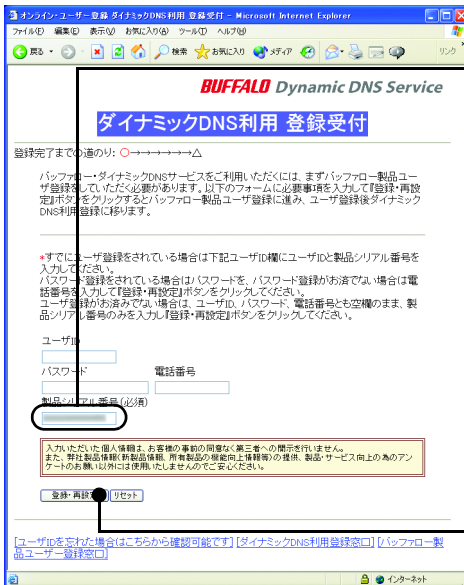 オンライン・ユーザー登録 ダイナミックDNS利用 登録受付 - Microsoft Internet Explorer
ファイル(F) 編集(E) 表示(V) お気に入り(A) ツール(T) ヘルプ(H)
戻る 検索 お気に入り メディア リンク
BUFFALO Dynamic DNS Service
ダイナミックDNS利用 登録受付
登録完了までの道のり: ○→→→→→→△
バッファロー・ダイナミックDNSサービスをご利用いただくには、まずバッファロー製品ユー
ザ登録をしていただく必要があります。以下のフォームに必要事項を入力して『登録・再設
定』ボタンをクリックするとバッファロー製品ユーザ登録に進み、ユーザ登録後ダイナミック
DNS利用登録に移ります。
*すでにユーザ登録をされている場合は下記ユーザID欄にユーザIDと製品シリアル番号を
入力してください。
パスワード登録をされている場合はパスワードを、パスワード登録がお済でない場合は電
話番号を入力して『登録・再設定』ボタンをクリックしてください。
ユーザ登録がお済みでない場合は、ユーザID、パスワード、電話番号とも空欄のまま、製
品シリアル番号のみを入力し『登録・再設定』ボタンをクリックしてください。
ユーザID
パスワード 電話番号
製品シリアル番号(必須)
入力いただいた個人情報は、お客様の事前の同意なく第三者への開示を行いません。
また、弊社製品情報(新製品情報、所有製品の機能向上情報等)の提供、製品・サービス向上の為のアン
ケートのお願い以外には使用いたしませんのでご安心ください。
登録・再設定 リセット
[ユーザIDを忘れた場合はこちらから確認可能です] [ダイナミックDNS利用登録窓口] [バッファロー製
品ユーザー登録窓口]
インターネット